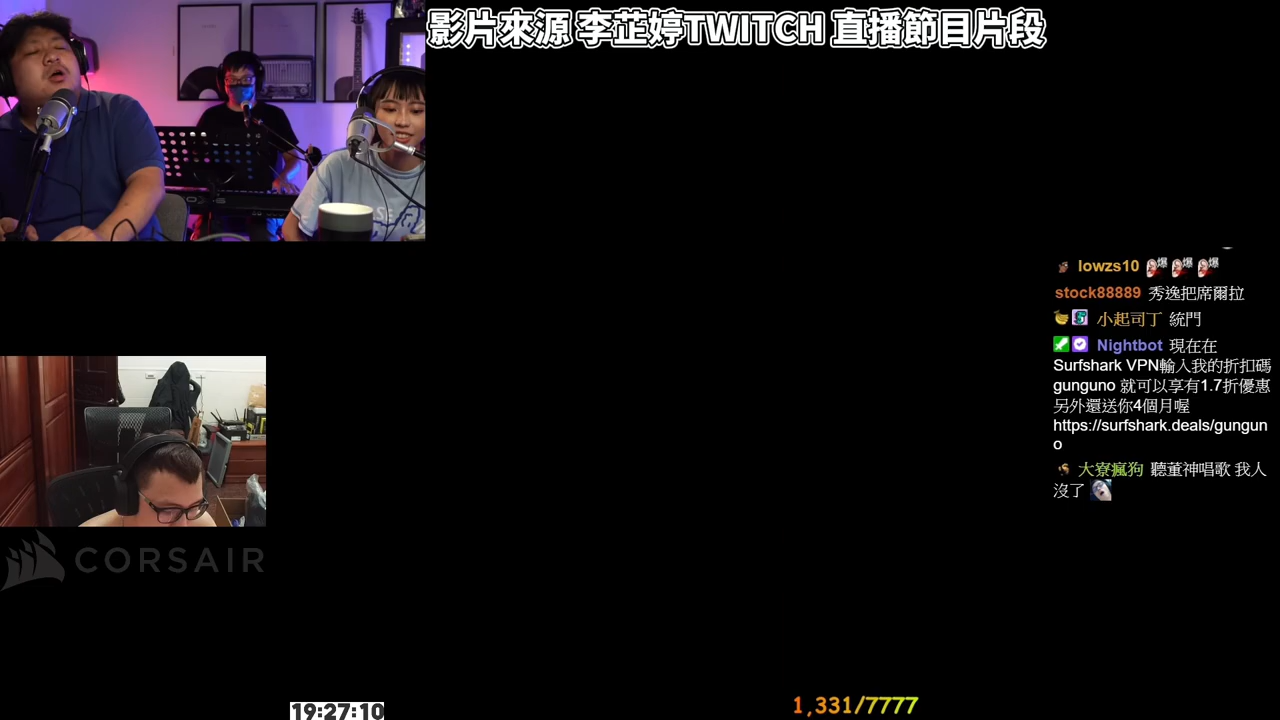 影片來源 李芷婷TWITCH 直播節目片段
lowzs10
stock88889 秀逸把席爾拉
小起司丁 統門
Nightbot 現在在
Surfshark VPN輸入我的折扣碼
gunguno 就可以享有1.7折優惠
另外還送你4個月喔
https://surfshark.deals/gungun
o
大寮瘋狗 聽董神唱歌 我人
沒了
CORSAIR
19:27:10
1,331/7777